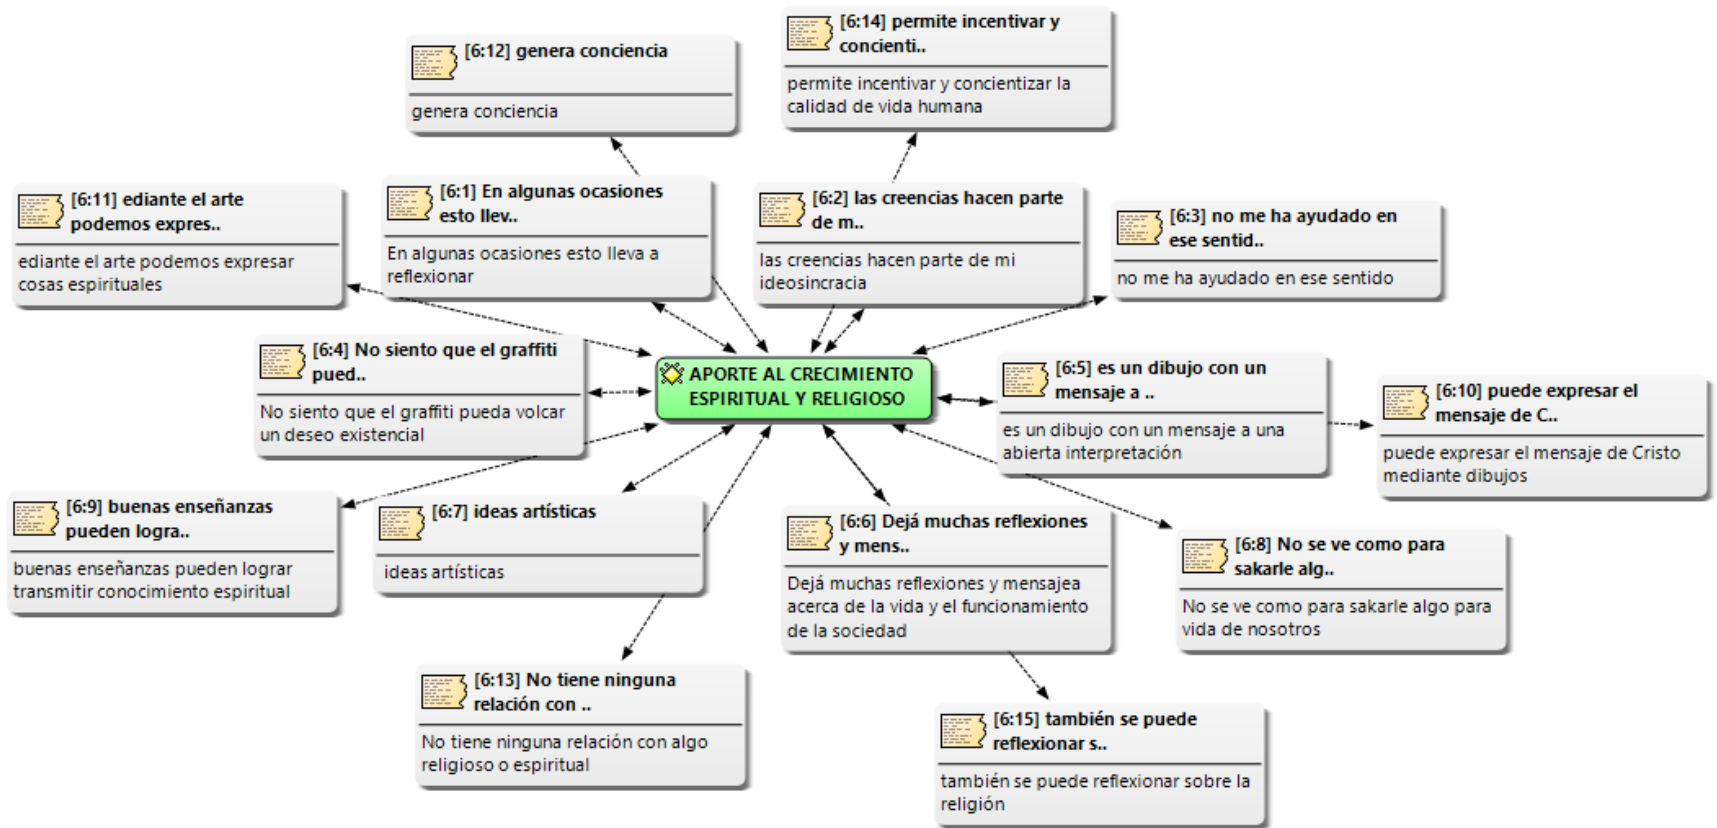 [6:14] permite incentivar y
concienti..
permite incentivar y concientizar la
calidad de vida humana
[6:12] genera conciencia
genera conciencia
[6:11] ediante el arte
podemos expres..
ediante el arte podemos expresar
cosas espirituales
[6:1] En algunas ocasiones
esto llev..
En algunas ocasiones esto lleva a
reflexionar
[6:2] las creencias hacen parte
de m..
las creencias hacen parte de mi
ideosincracia
[6:3] no me ha ayudado en
ese sentid..
no me ha ayudado en ese sentido
[6:4] No siento que el graffiti
pued..
No siento que el graffiti pueda volcar
un deseo existencial
APORTE AL CRECIMIENTO
ESPIRITUAL Y RELIGIOSO
[6:5] es un dibujo con un
mensaje a ..
es un dibujo con un mensaje a una
abierta interpretación
[6:10] puede expresar el
mensaje de C..
puede expresar el mensaje de Cristo
mediante dibujos
[6:9] buenas enseñanzas
pueden logra..
buenas enseñanzas pueden lograr
transmitir conocimiento espiritual
[6:7] ideas artísticas
ideas artísticas
[6:6] Dejá muchas reflexiones
y mens..
Dejá muchas reflexiones y mensajea
acerca de la vida y el funcionamiento
de la sociedad
[6:8] No se ve como para
sakarle alg..
No se ve como para sakarle algo para
vida de nosotros
[6:13] No tiene ninguna
relación con ..
No tiene ninguna relación con algo
religioso o espiritual
[6:15] también se puede
reflexionar s..
también se puede reflexionar sobre la
religión